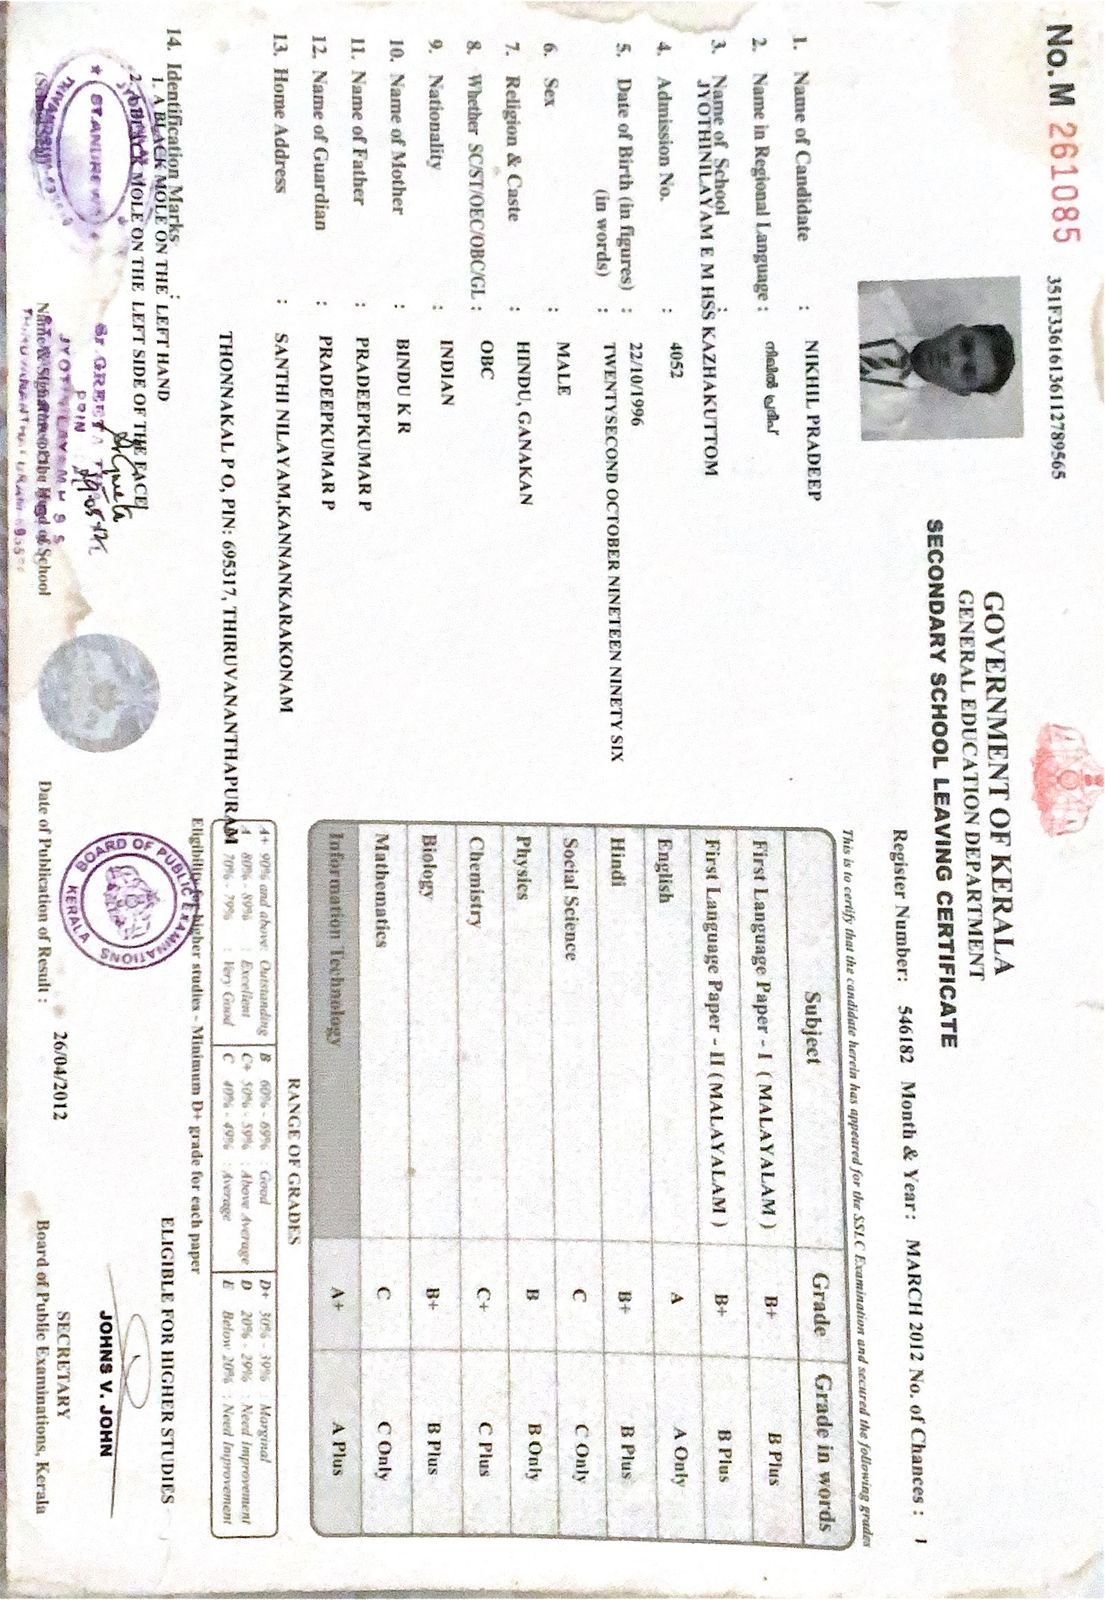 No. M 261085
351F3361613611278​9565
GOVERNMENT OF KERALA
GENERAL EDUCATION DEPARTMENT
SECONDARY SCHOOL LEAVING CERTIFICATE
Register Number: 546182 Month & Year: MARCH 2012 No. of Chances : 1
This is to certify that the candidate herein has appeared for the SSLC Examination and secured the following grades
1. Name of Candidate : NIKHIL PRADEEP
2. Name in Regional Language : നിഖിൽ പ്രദീപ്
3. Name of School :
JYOTHINILAYAM E M HSS KAZHAKUTTOM
4. Admission No. : 4052
5. Date of Birth (in figures) : 22/10/1996
(in words) : TWENTYSECOND OCTOBER NINETEEN NINETY SIX
6. Sex : MALE
7. Religion & Caste : HINDU, GANAKAN
8. Whether SC/ST/OEC/OBC/GL : OBC
9. Nationality : INDIAN
10. Name of Mother : BINDU K R
11. Name of Father : PRADEEPKUMAR P
12. Name of Guardian : PRADEEPKUMAR P
13. Home Address : SANTHI NILAYAM,KANNANKARAKONAM
THONNAKAL P O, PIN: 695317, THIRUVANANTHAPURAM
14. Identification Marks :
1. A BLACK MOLE ON THE LEFT HAND
2. A BLACK MOLE ON THE LEFT SIDE OF THE FACE
Subject Grade Grade in words
First Language Paper - I ( MALAYALAM ) B+ B Plus
First Language Paper - II ( MALAYALAM ) B+ B Plus
English A A Only
Hindi B+ B Plus
Social Science C C Only
Physics B B Only
Chemistry C+ C Plus
Biology B+ B Plus
Mathematics C C Only
Information Technology A+ A Plus
RANGE OF GRADES
A+ 90% and above : Outstanding B 60% - 69% : Good D+ 30% - 39% : Marginal
A 80% - 89% : Excellent C+ 50% - 59% : Above Average D 20% - 29% : Need Improvement
B+ 70% - 79% : Very Good C 40% - 49% : Average E Below 20% : Need Improvement
Eligibility for higher studies - Minimum D+ grade for each paper
ELIGIBLE FOR HIGHER STUDIES
ST.ANDREWS
Sr. GREETA
Name & Signature of the Head of School
BOARD OF PUBLIC EXAMINATIONS
KERALA
Date of Publication of Result : 26/04/2012
JOHNS V. JOHN
SECRETARY
Board of Public Examinations, Kerala